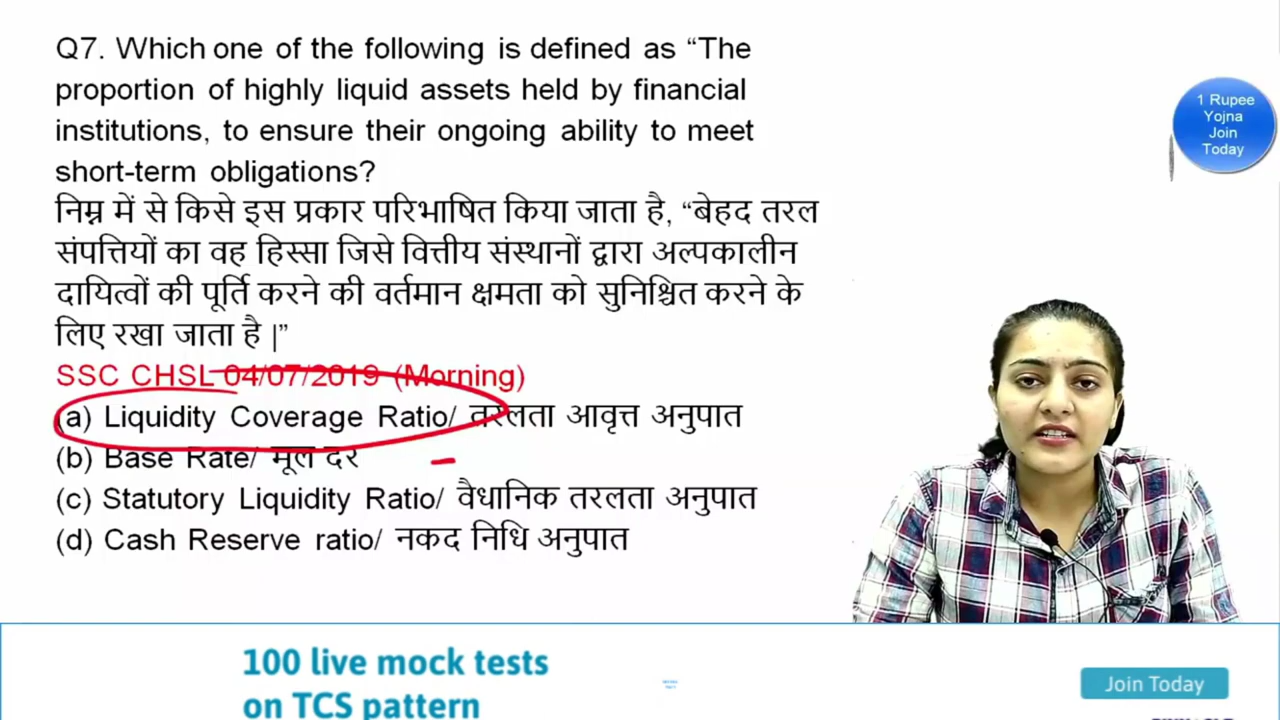 Q7. Which one of the following is defined as “The
proportion of highly liquid assets held by financial
institutions, to ensure their ongoing ability to meet
short-term obligations?
निम्न में से किसे इस प्रकार परिभाषित किया जाता है, “बेहद तरल
संपत्तियों का वह हिस्सा जिसे वित्तीय संस्थानों द्वारा अल्पकालीन
दायित्वों की पूर्ति करने की वर्तमान क्षमता को सुनिश्चित करने के
लिए रखा जाता है |”
SSC CHSL 04/07/2019 (Morning)
(a) Liquidity Coverage Ratio/ तरलता आवृत्त अनुपात
(b) Base Rate/ मूल दर
(c) Statutory Liquidity Ratio/ वैधानिक तरलता अनुपात
(d) Cash Reserve ratio/ नकद निधि अनुपात
1 Rupee
Yojna
Join
Today
100 live mock tests
on TCS pattern
Join Today